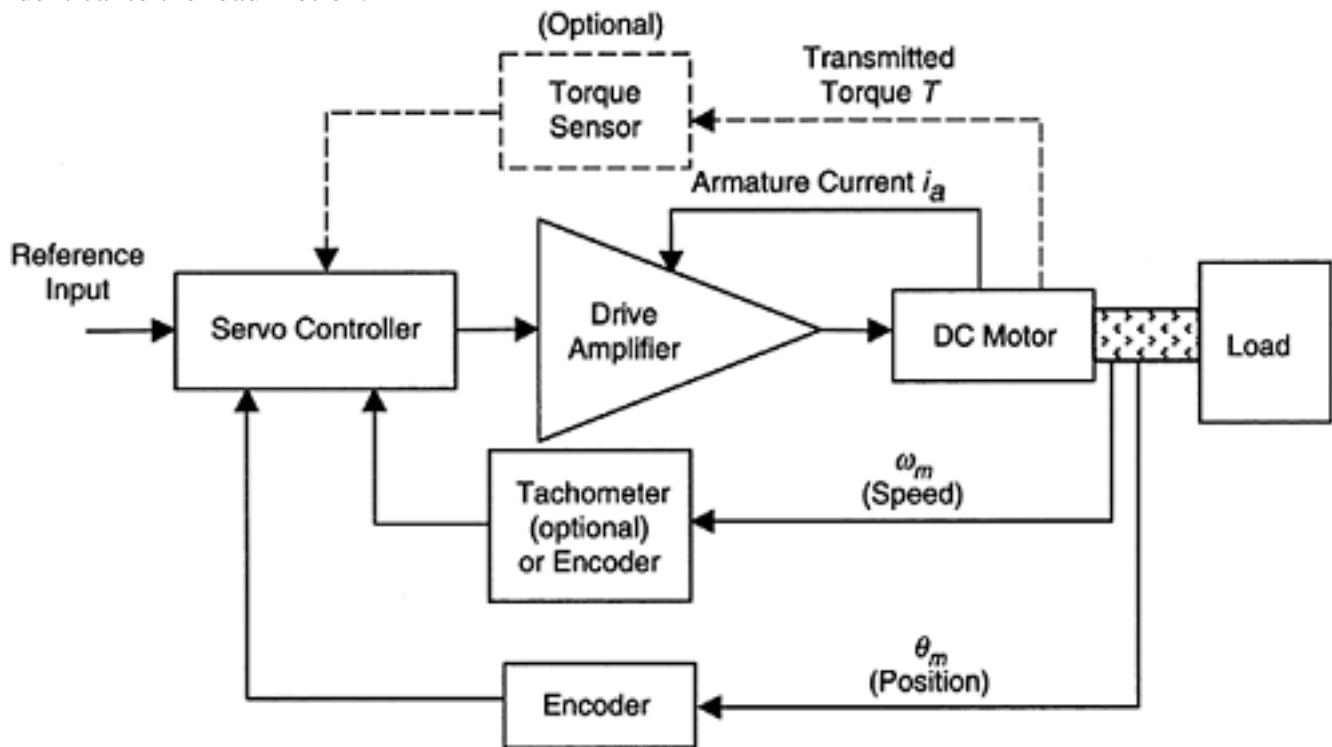 (Optional)
Torque
Sensor
Transmitted
Torque T
Armature Current iₐ
Reference
Input
Servo Controller
Drive
Amplifier
DC Motor
Load
Tachometer
(optional)
or Encoder
ωₘ
(Speed)
Encoder
θₘ
(Position)